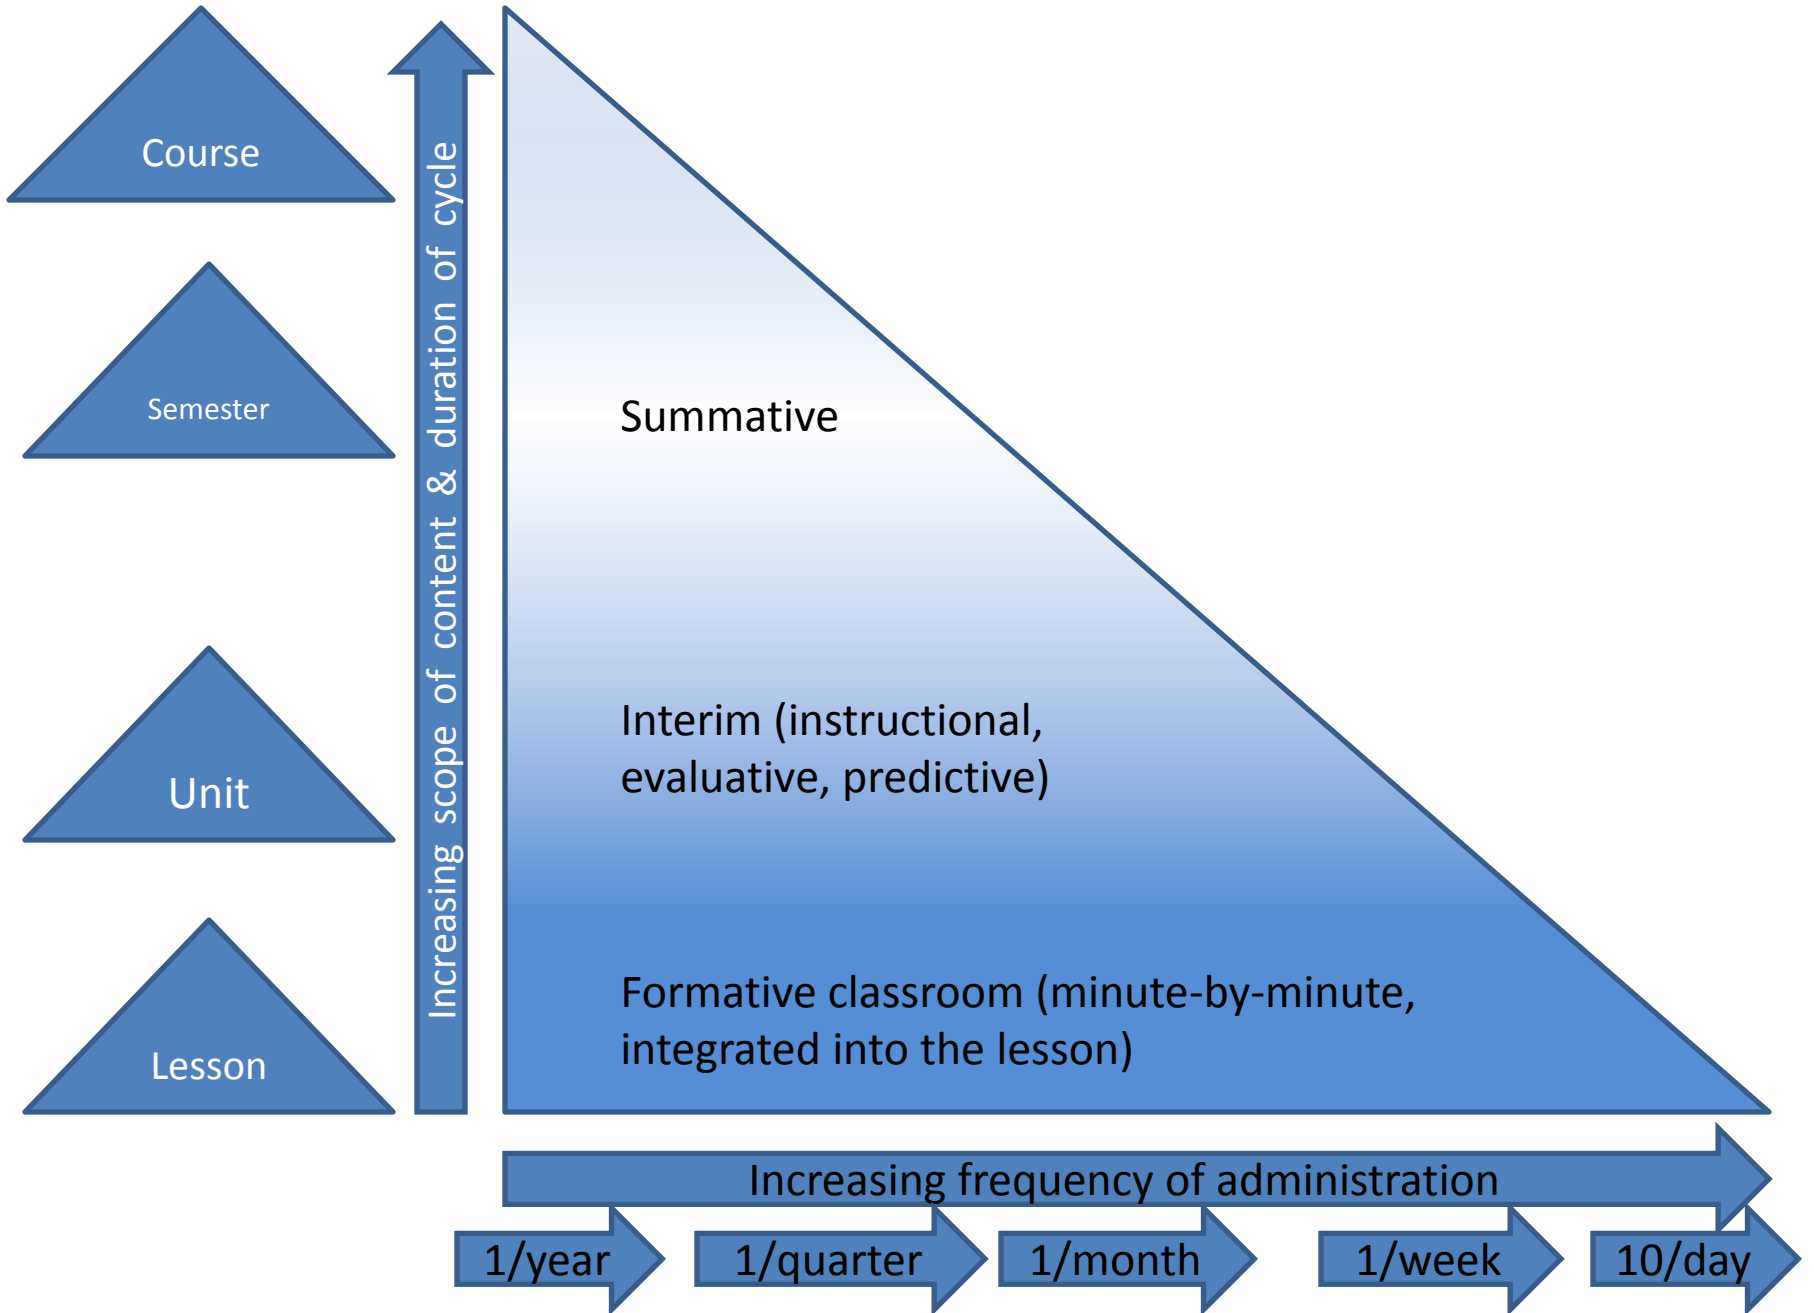 Course
Semester
Unit
Lesson
Increasing scope of content & duration of cycle
Summative
Interim (instructional,
evaluative, predictive)
Formative classroom (minute-by-minute,
integrated into the lesson)
Increasing frequency of administration
1/year
1/quarter
1/month
1/week
10/day